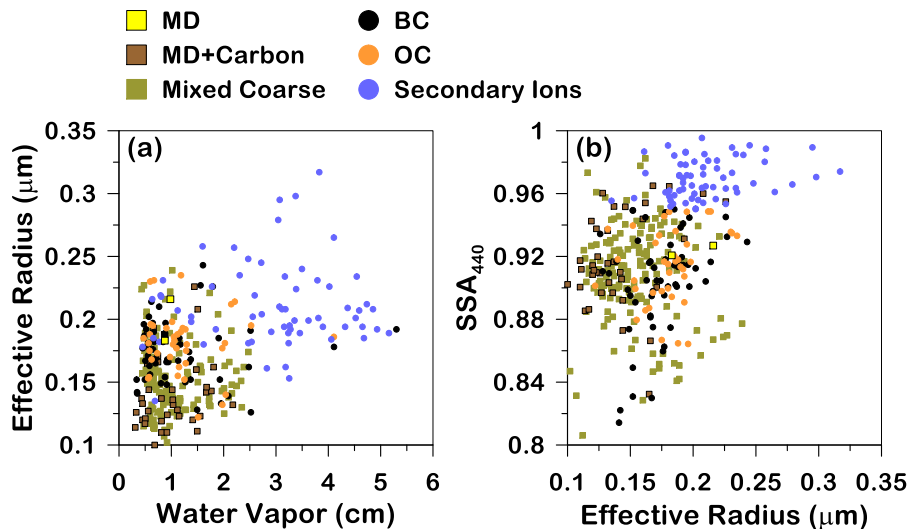 MD
BC
MD+Carbon
OC
Mixed Coarse
Secondary Ions
(a)
Effective Radius (μm)
0.35
0.3
0.25
0.2
0.15
0.1
0 1 2 3 4 5 6
Water Vapor (cm)
(b)
SSA440
1
0.96
0.92
0.88
0.84
0.8
0.1 0.15 0.2 0.25 0.3 0.35
Effective Radius (μm)